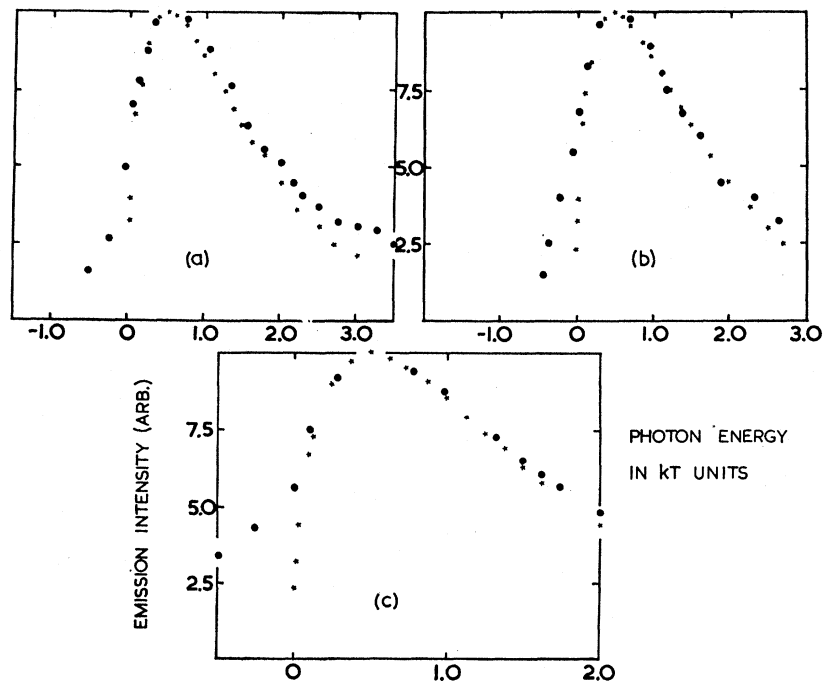 7.5
5.0
2.5
(a)
(b)
-1.0 0 1.0 2.0 3.0
-1.0 0 1.0 2.0 3.0
EMISSION INTENSITY (ARB.)
7.5
5.0
2.5
(c)
0 1.0 2.0
PHOTON ENERGY
IN kT UNITS